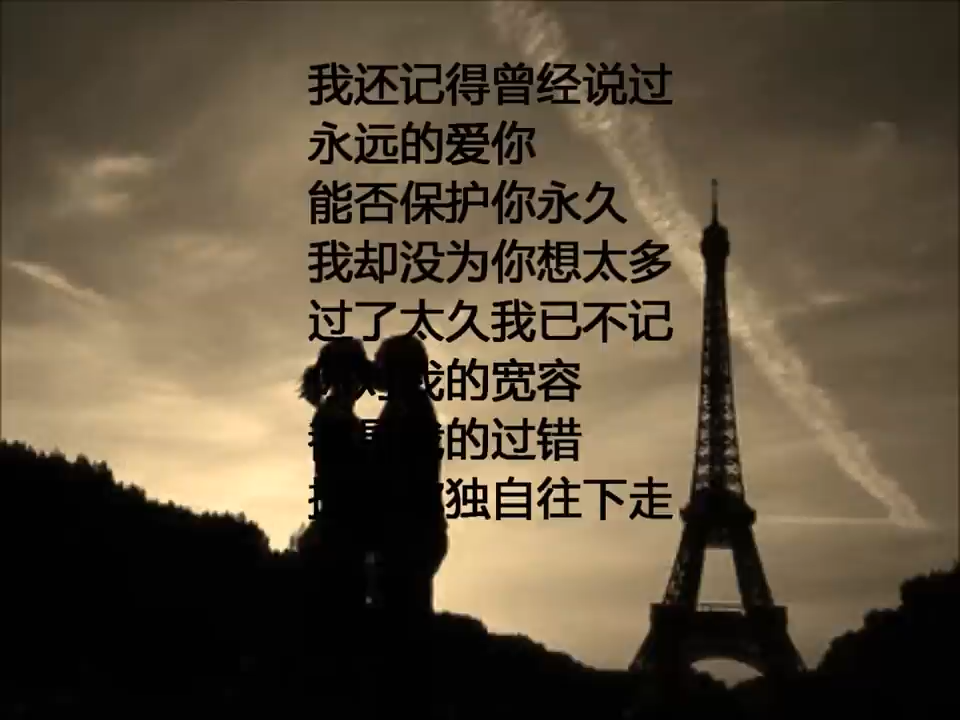 我还记得曾经说过
永远的爱你
能否保护你永久
我却没为你想太多
过了太久我已不记
我的宽容
我的过错
独自往下走